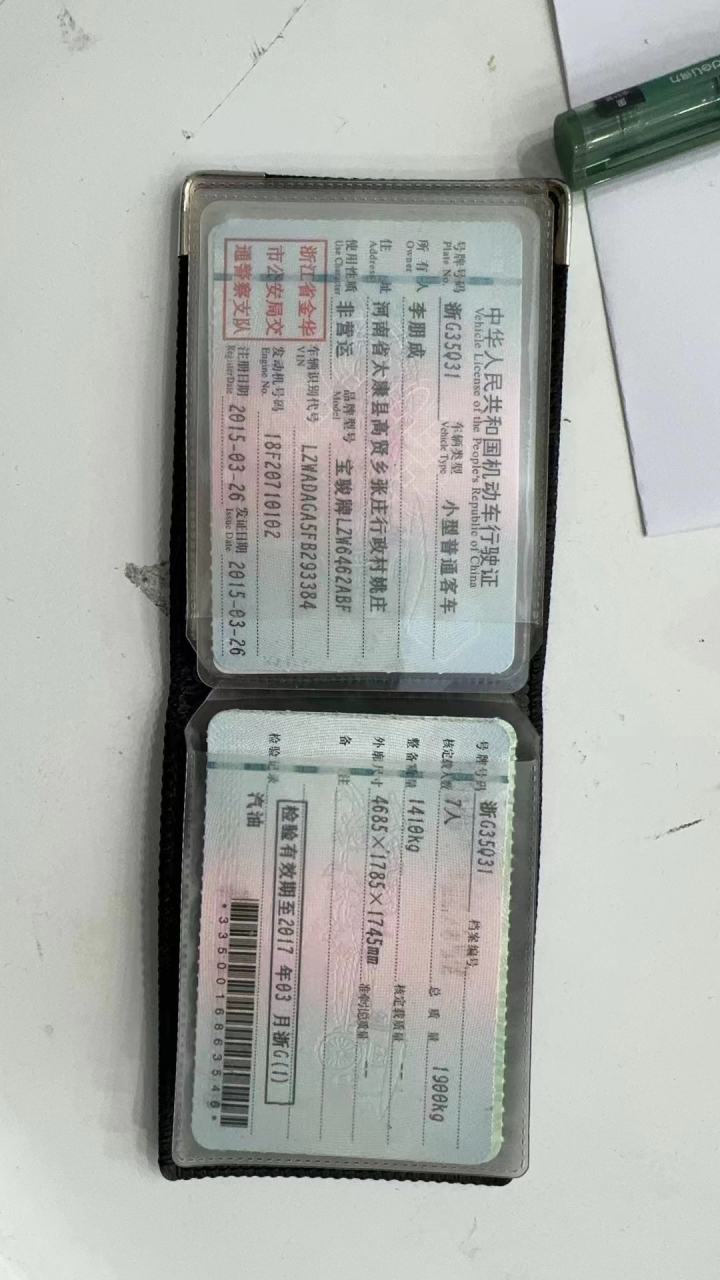 中华人民共和国机动车行驶证
Vehicle License of the People's Republic of China
号牌号码 浙G35Q31 车辆类型 小型普通客车
Plate No. Vehicle Type
所有人 李朋成
Owner
住址 河南省太康县高贤乡张庄行政村姚庄
Address
使用性质 非营运 品牌型号 宝骏牌LZW6462ABF
Use Character Model
浙江省金华
市公安局交
通警察支队
车辆识别代号 LZWADAGA5FB293384
VIN
发动机号码 18F20710102
Engine No.
注册日期 2015-03-26 发证日期 2015-03-26
Register Date Issue Date
号牌号码 浙G35Q31 档案编号
核定载人数 7人 总质量 1900kg
整备质量 1410kg 核定载质量 --
外廓尺寸 4685×1785×1745mm 准牵引总质量 --
备注
检验记录 检验有效期至2017年03月浙G(1)
汽油
*3350016863546*
deli